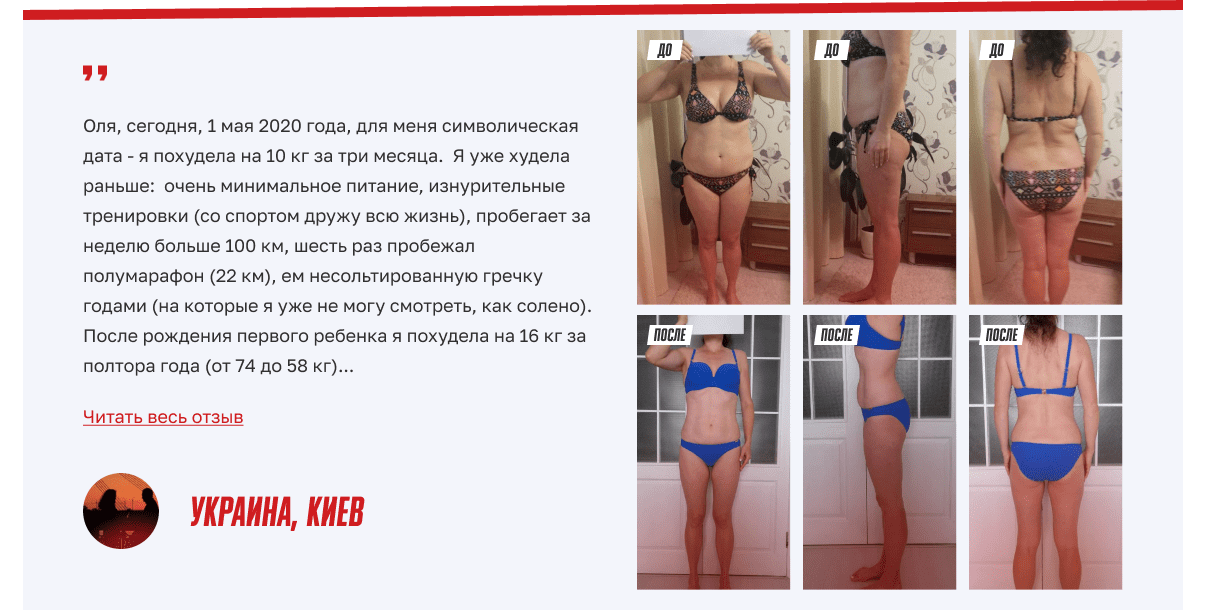 Оля, сегодня, 1 мая 2020 года, для меня символическая
дата - я похудела на 10 кг за три месяца.  Я уже худела
раньше:  очень минимальное питание, изнурительные
тренировки (со спортом дружу всю жизнь), пробегает за
неделю больше 100 км, шесть раз пробежал
полумарафон (22 км), ем несольтированную гречку
годами (на которые я уже не могу смотреть, как солено).
После рождения первого ребенка я похудела на 16 кг за
полтора года (от 74 до 58 кг)...
Читать весь отзыв
УКРАИНА, КИЕВ
ДО
ДО
ДО
ПОСЛЕ
ПОСЛЕ
ПОСЛЕ